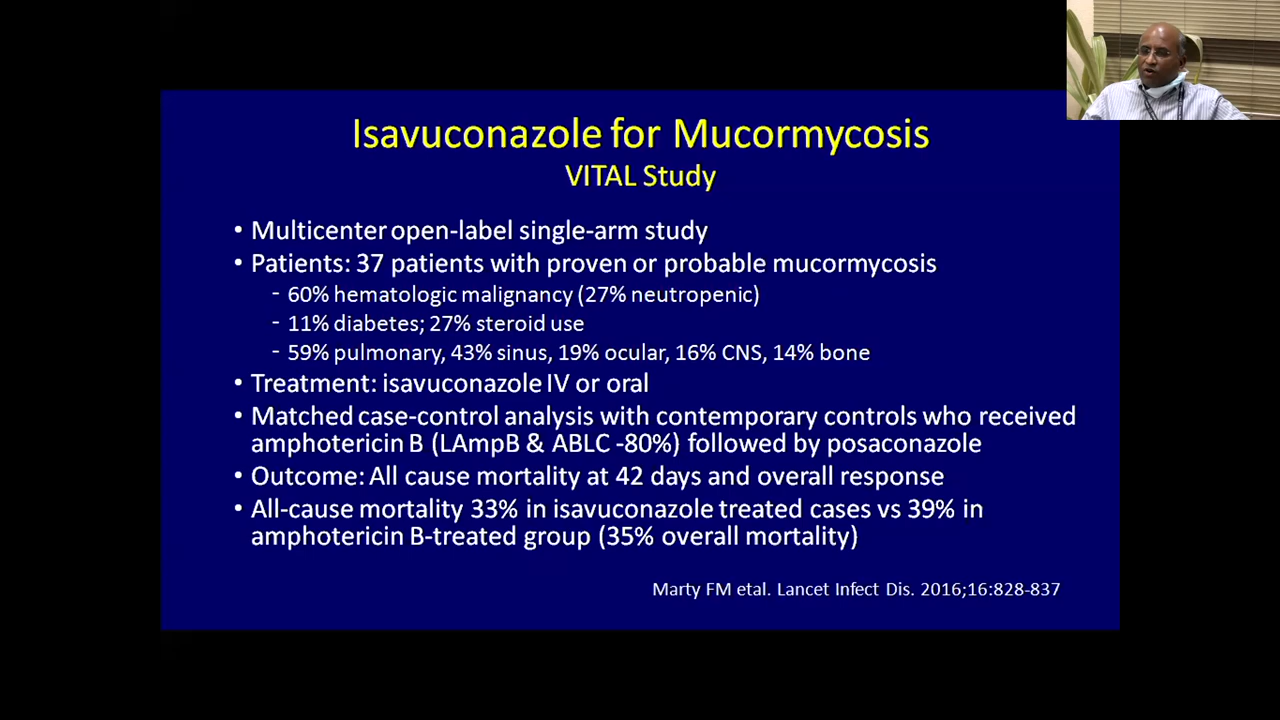 Isavuconazole for Mucormycosis
VITAL Study
• Multicenter open-label single-arm study
• Patients: 37 patients with proven or probable mucormycosis
- 60% hematologic malignancy (27% neutropenic)
- 11% diabetes; 27% steroid use
- 59% pulmonary, 43% sinus, 19% ocular, 16% CNS, 14% bone
• Treatment: isavuconazole IV or oral
• Matched case-control analysis with contemporary controls who received
amphotericin B (LAmpB & ABLC -80%) followed by posaconazole
• Outcome: All cause mortality at 42 days and overall response
• All-cause mortality 33% in isavuconazole treated cases vs 39% in
amphotericin B-treated group (35% overall mortality)
Marty FM etal. Lancet Infect Dis. 2016;16:828-837